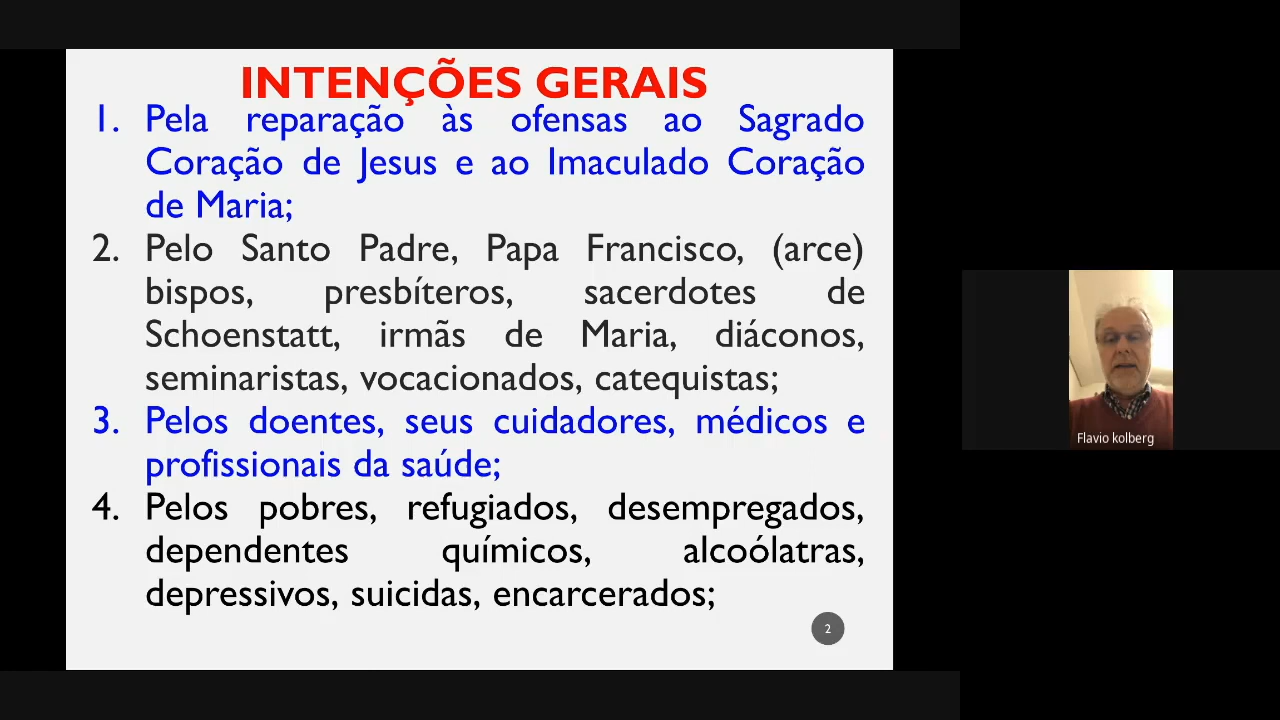 INTENÇÕES GERAIS
1. Pela reparação às ofensas ao Sagrado
Coração de Jesus e ao Imaculado Coração
de Maria;
2. Pelo Santo Padre, Papa Francisco, (arce)
bispos, presbíteros, sacerdotes de
Schoenstatt, irmãs de Maria, diáconos,
seminaristas, vocacionados, catequistas;
3. Pelos doentes, seus cuidadores, médicos e
profissionais da saúde;
4. Pelos pobres, refugiados, desempregados,
dependentes químicos, alcoólatras,
depressivos, suicidas, encarcerados;
2
Flavio kolberg